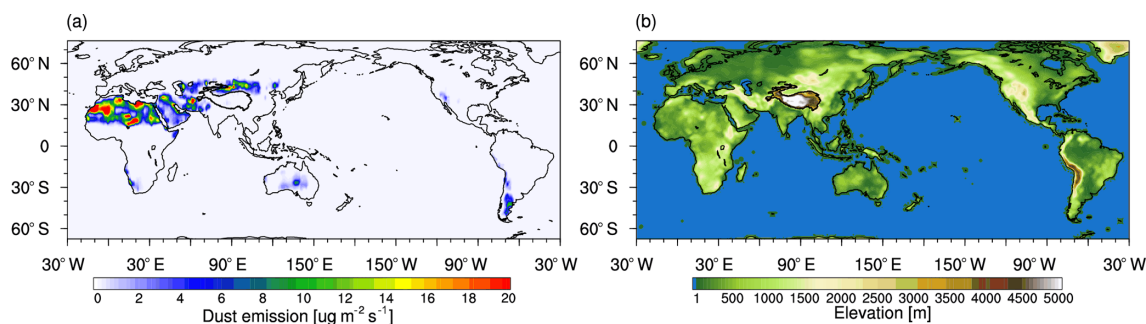 (a)
60° N
30° N
0
30° S
60° S
30° W 30° E 90° E 150° E 150° W 90° W 30° W
0 2 4 6 8 10 12 14 16 18 20
Dust emission [ug m⁻² s⁻¹]
(b)
60° N
30° N
0
30° S
60° S
30° W 30° E 90° E 150° E 150° W 90° W 30° W
1 500 1000 1500 2000 2500 3000 3500 4000 4500 5000
Elevation [m]